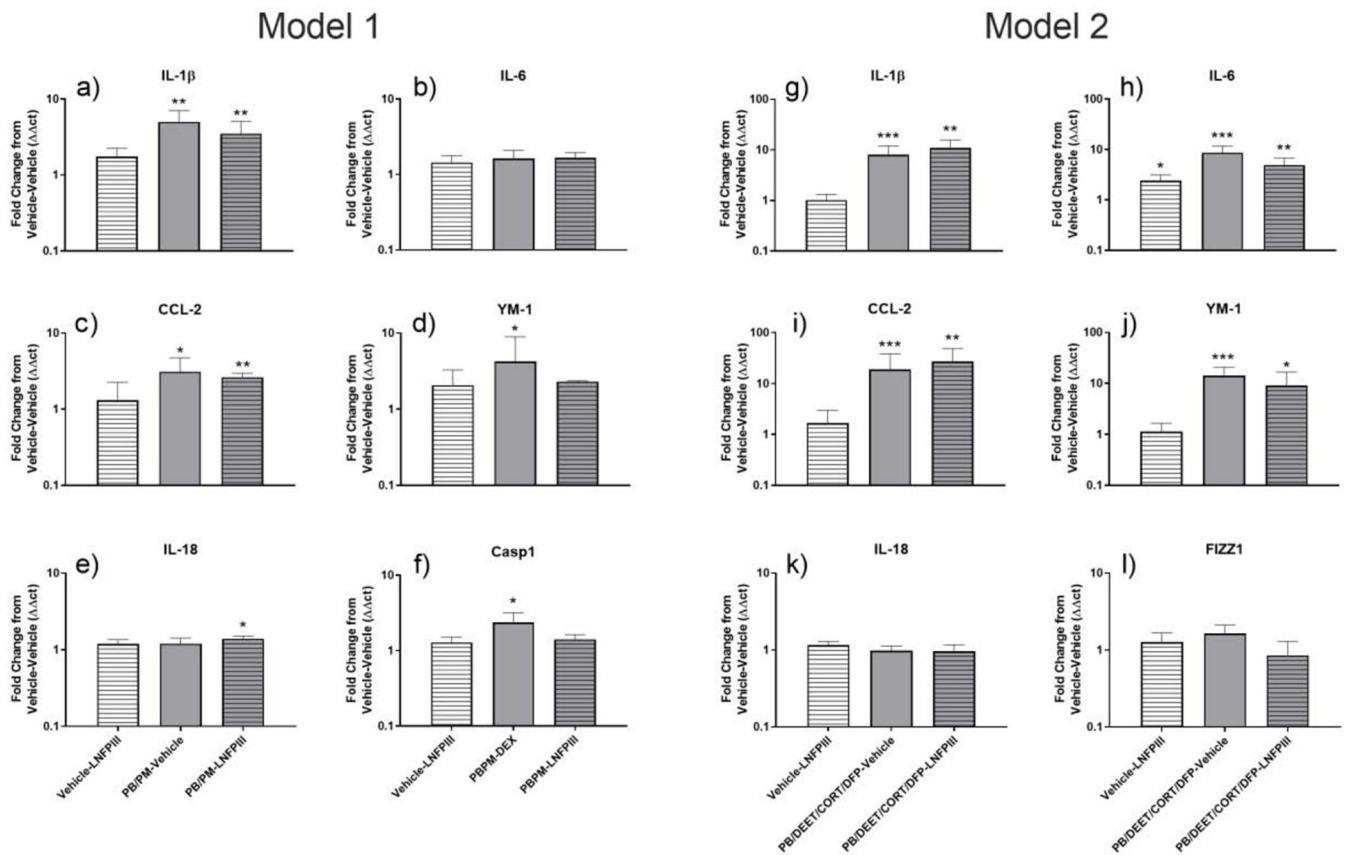 Model 1
Model 2
a)
IL-1β
Fold Change from
Vehicle-Vehicle (ΔΔct)
10
1
0.1
**
**
b)
IL-6
Fold Change from
Vehicle-Vehicle (ΔΔct)
10
1
0.1
g)
IL-1β
Fold Change from
Vehicle-Vehicle (ΔΔct)
100
10
1
0.1
***
**
h)
IL-6
Fold Change from
Vehicle-Vehicle (ΔΔct)
100
10
1
0.1
*
***
**
c)
CCL-2
Fold Change from
Vehicle-Vehicle (ΔΔct)
10
1
0.1
*
**
d)
YM-1
Fold Change from
Vehicle-Vehicle (ΔΔct)
10
1
0.1
*
i)
CCL-2
Fold Change from
Vehicle-Vehicle (ΔΔct)
100
10
1
0.1
***
**
j)
YM-1
Fold Change from
Vehicle-Vehicle (ΔΔct)
100
10
1
0.1
***
*
e)
IL-18
Fold Change from
Vehicle-Vehicle (ΔΔct)
10
1
0.1
*
Vehicle-LNFPIII
PB/PM-Vehicle
PB/PM-LNFPIII
f)
Casp1
Fold Change from
Vehicle-Vehicle (ΔΔct)
10
1
0.1
*
Vehicle-LNFPIII
PBPM-DEX
PBPM-LNFPIII
k)
IL-18
Fold Change from
Vehicle-Vehicle (ΔΔct)
10
1
0.1
Vehicle-LNFPIII
PB/DEET/CORT/DFP-Vehicle
PB/DEET/CORT/DFP-LNFPIII
l)
FIZZ1
Fold Change from
Vehicle-Vehicle (ΔΔct)
10
1
0.1
Vehicle-LNFPIII
PB/DEET/CORT/DFP-Vehicle
PB/DEET/CORT/DFP-LNFPIII